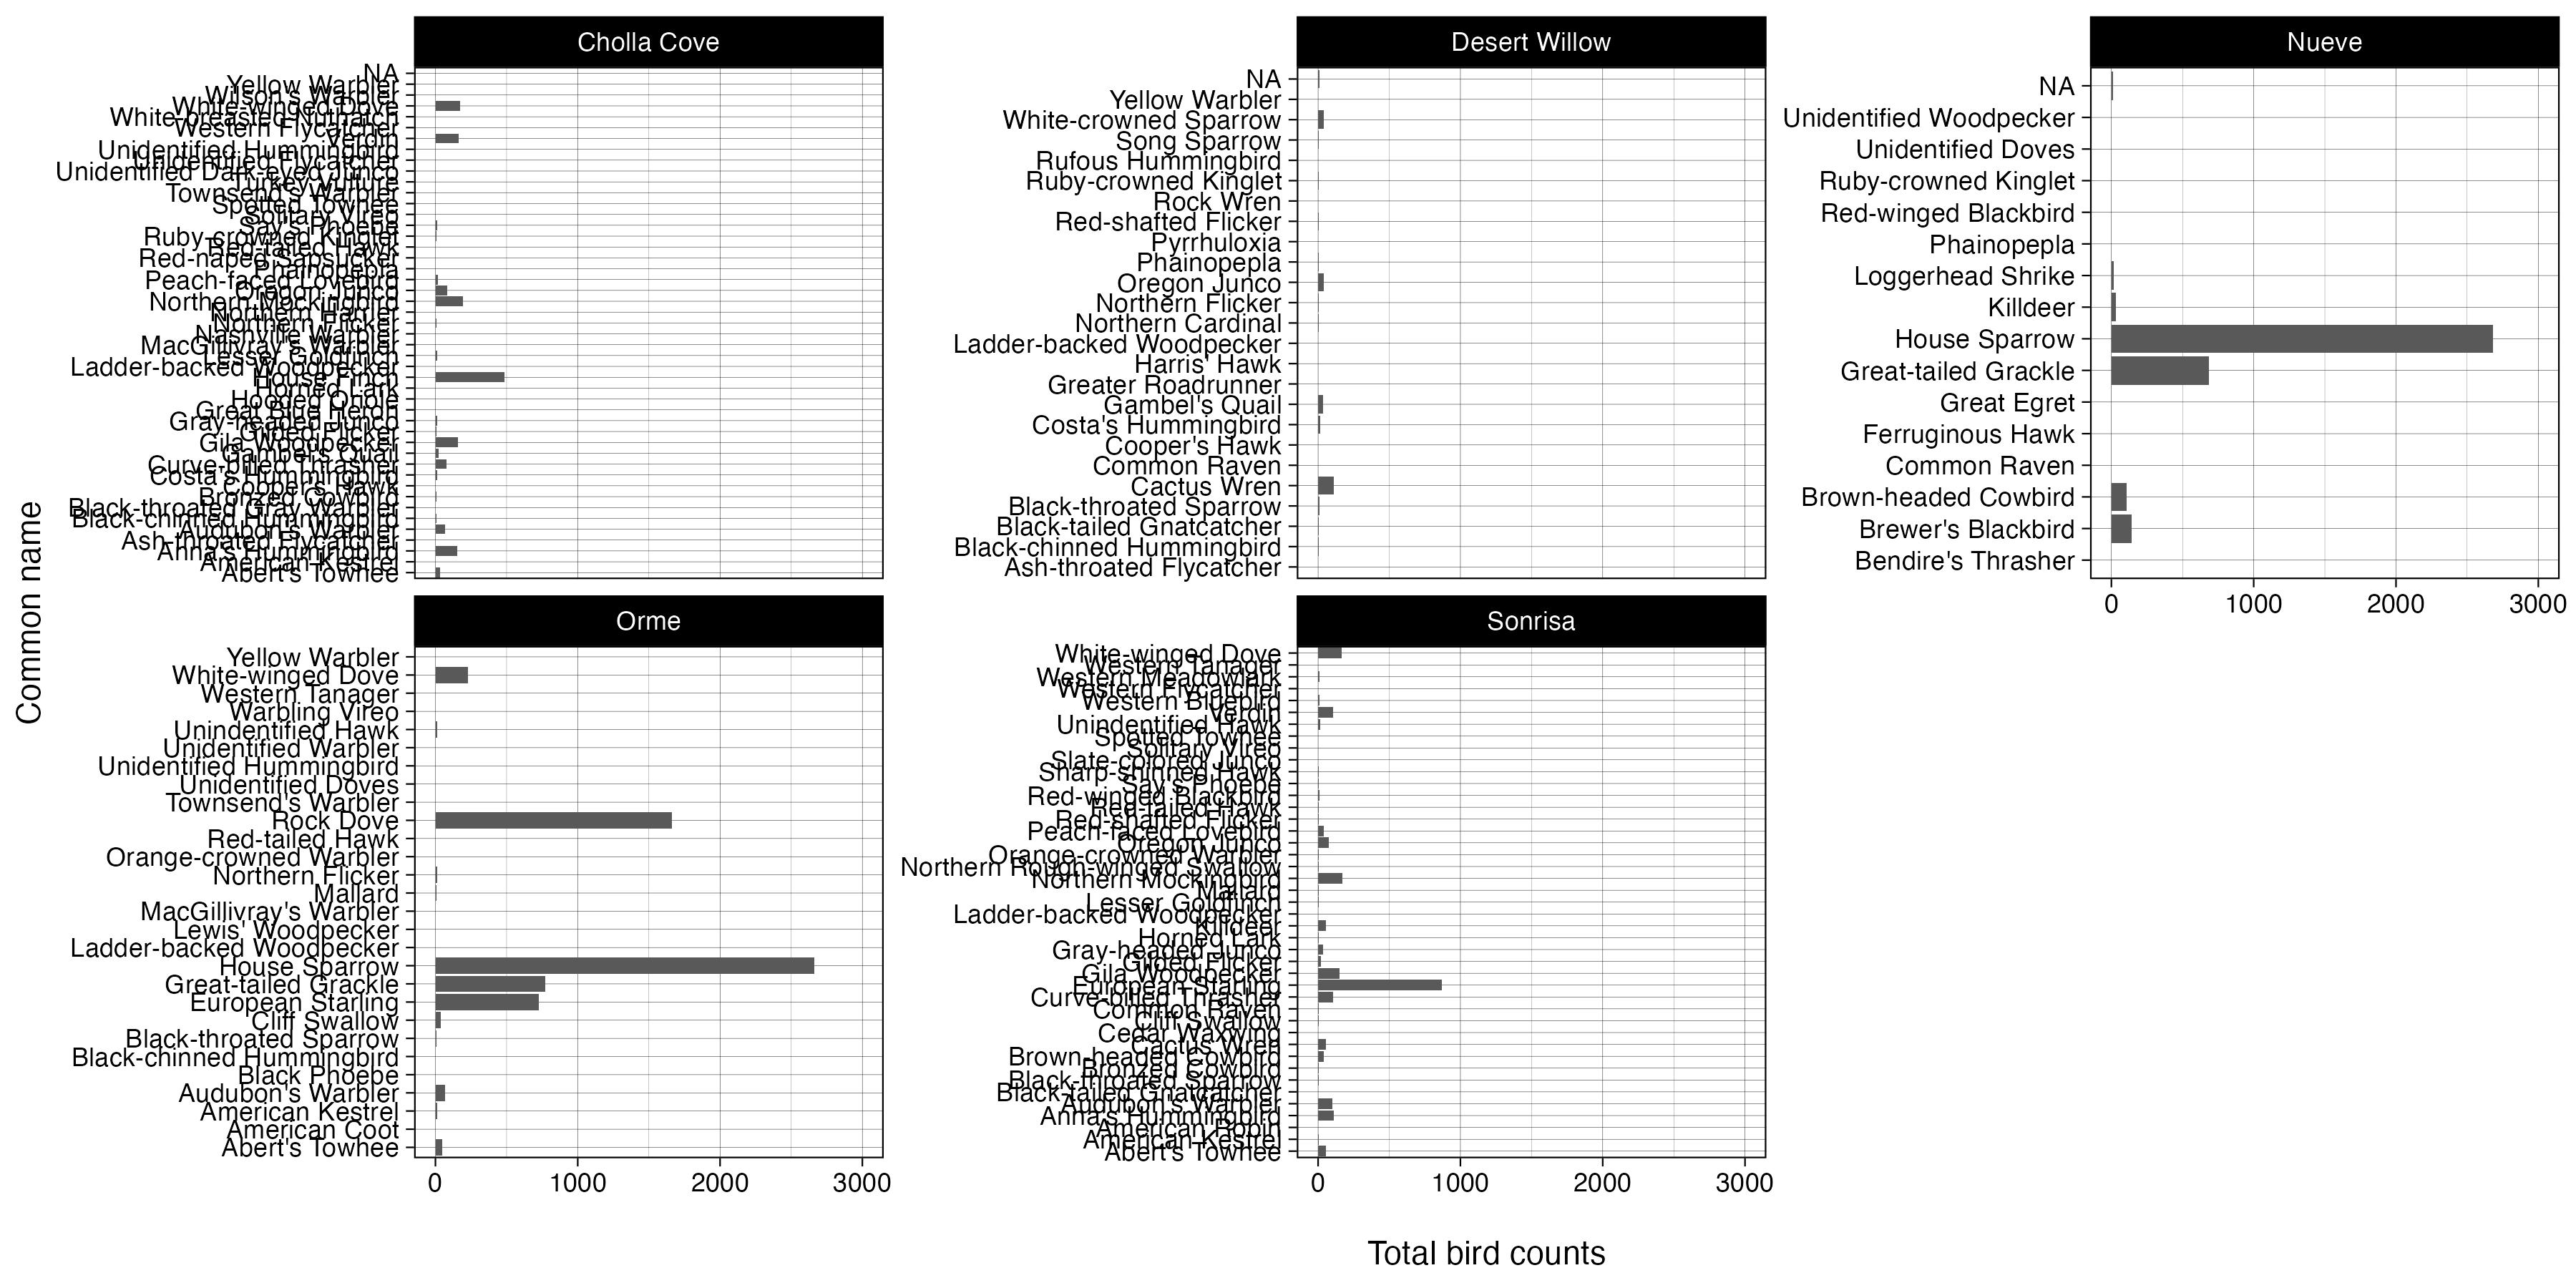 Cholla Cove
NA
Yellow Warbler
Wilson's Warbler
White-winged Dove
White-breasted Nuthatch
Western Flycatcher
Verdin
Unidentified Hummingbird
Unidentified Flycatcher
Unidentified Dark-eyed Junco
Turkey Vulture
Townsend's Warbler
Spotted Towhee
Solitary Vireo
Say's Phoebe
Ruby-crowned Kinglet
Red-tailed Hawk
Red-naped Sapsucker
Phainopepla
Peach-faced Lovebird
Oregon Junco
Northern Mockingbird
Northern Harrier
Northern Flicker
Nashville Warbler
MacGillivray's Warbler
Lesser Goldfinch
Ladder-backed Woodpecker
House Finch
Horned Lark
Hooded Oriole
Great Blue Heron
Gray-headed Junco
Gilded Flicker
Gila Woodpecker
Gambel's Quail
Curve-billed Thrasher
Costa's Hummingbird
Cooper's Hawk
Bronzed Cowbird
Black-throated Gray Warbler
Black-chinned Hummingbird
Audubon's Warbler
Ash-throated Flycatcher
Anna's Hummingbird
American Kestrel
Abert's Towhee
Desert Willow
NA
Yellow Warbler
White-crowned Sparrow
Song Sparrow
Rufous Hummingbird
Ruby-crowned Kinglet
Rock Wren
Red-shafted Flicker
Pyrrhuloxia
Phainopepla
Oregon Junco
Northern Flicker
Northern Cardinal
Ladder-backed Woodpecker
Harris' Hawk
Greater Roadrunner
Gambel's Quail
Costa's Hummingbird
Cooper's Hawk
Common Raven
Cactus Wren
Black-throated Sparrow
Black-tailed Gnatcatcher
Black-chinned Hummingbird
Ash-throated Flycatcher
Nueve
NA
Unidentified Woodpecker
Unidentified Doves
Ruby-crowned Kinglet
Red-winged Blackbird
Phainopepla
Loggerhead Shrike
Killdeer
House Sparrow
Great-tailed Grackle
Great Egret
Ferruginous Hawk
Common Raven
Brown-headed Cowbird
Brewer's Blackbird
Bendire's Thrasher
0 1000 2000 3000
Common name
Orme
Yellow Warbler
White-winged Dove
Western Tanager
Warbling Vireo
Unindentified Hawk
Unidentified Warbler
Unidentified Hummingbird
Unidentified Doves
Townsend's Warbler
Rock Dove
Red-tailed Hawk
Orange-crowned Warbler
Northern Flicker
Mallard
MacGillivray's Warbler
Lewis' Woodpecker
Ladder-backed Woodpecker
House Sparrow
Great-tailed Grackle
European Starling
Cliff Swallow
Black-throated Sparrow
Black-chinned Hummingbird
Black Phoebe
Audubon's Warbler
American Kestrel
American Coot
Abert's Towhee
0 1000 2000 3000
Sonrisa
White-winged Dove
Western Tanager
Western Meadowlark
Western Flycatcher
Western Bluebird
Verdin
Unindentified Hawk
Spotted Towhee
Solitary Vireo
Slate-colored Junco
Sharp-shinned Hawk
Say's Phoebe
Red-winged Blackbird
Red-tailed Hawk
Red-shafted Flicker
Peach-faced Lovebird
Oregon Junco
Orange-crowned Warbler
Northern Rough-winged Swallow
Northern Mockingbird
Mallard
Lesser Goldfinch
Ladder-backed Woodpecker
Killdeer
Horned Lark
Gray-headed Junco
Gilded Flicker
Gila Woodpecker
European Starling
Curve-billed Thrasher
Common Raven
Cliff Swallow
Cedar Waxwing
Cactus Wren
Brown-headed Cowbird
Bronzed Cowbird
Black-throated Sparrow
Black-tailed Gnatcatcher
Audubon's Warbler
Anna's Hummingbird
American Robin
American Kestrel
Abert's Towhee
0 1000 2000 3000
Total bird counts